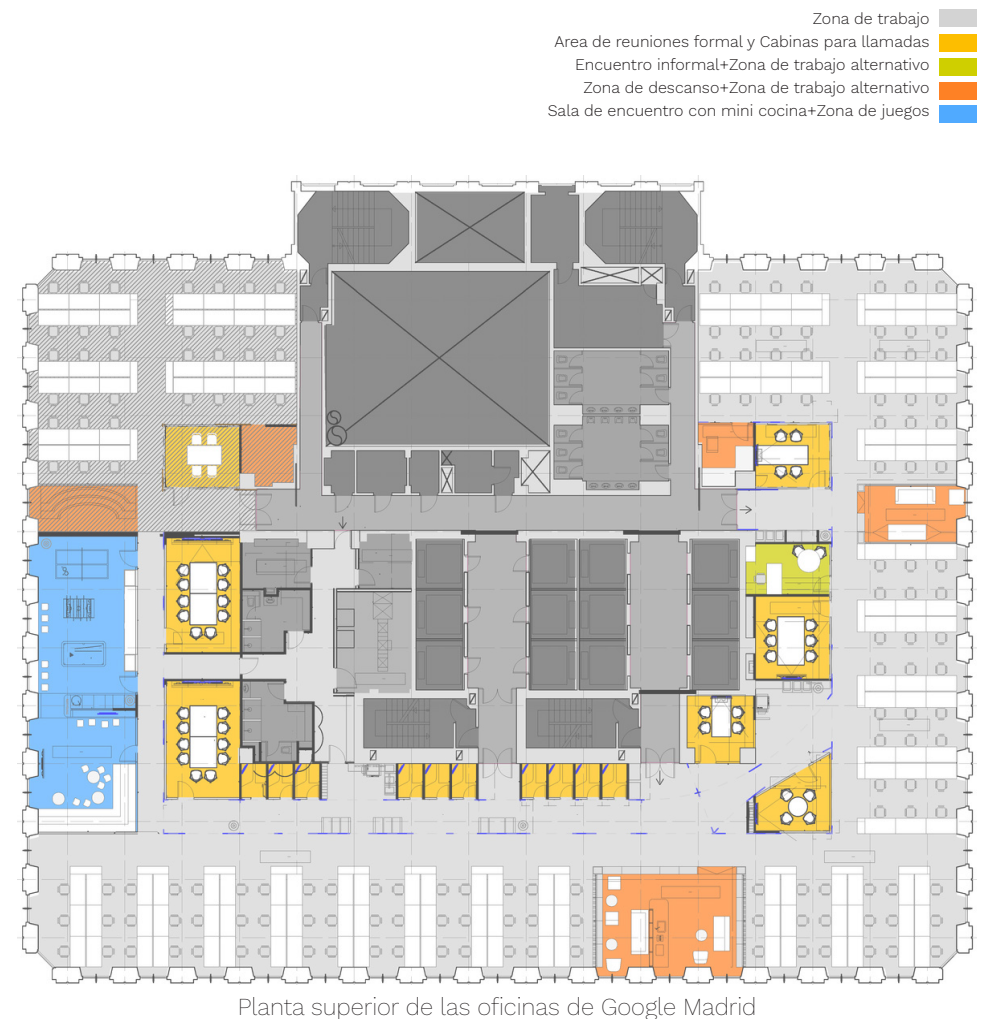 Zona de trabajo
Area de reuniones formal y Cabinas para llamadas
Encuentro informal+Zona de trabajo alternativo
Zona de descanso+Zona de trabajo alternativo
Sala de encuentro con mini cocina+Zona de juegos
Planta superior de las oficinas de Google Madrid